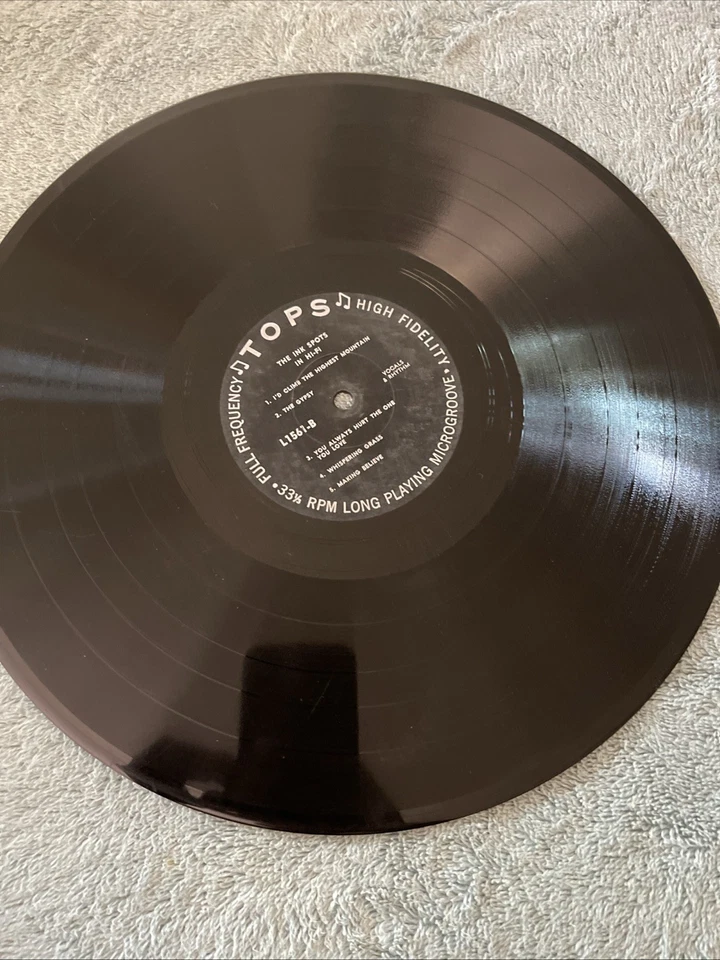 TOPS
THE INK SPOTS
IN HI-FI
1. I'D CLIMB THE HIGHEST MOUNTAIN
2. THE GYPSY
VOCALS
& RHYTHM
L1561-B
3. YOU ALWAYS HURT THE ONE
YOU LOVE
4. WHISPERING GRASS
5. MAKING BELIEVE
HIGH FIDELITY • FULL FREQUENCY • 33⅓ RPM LONG PLAYING MICROGROOVE •